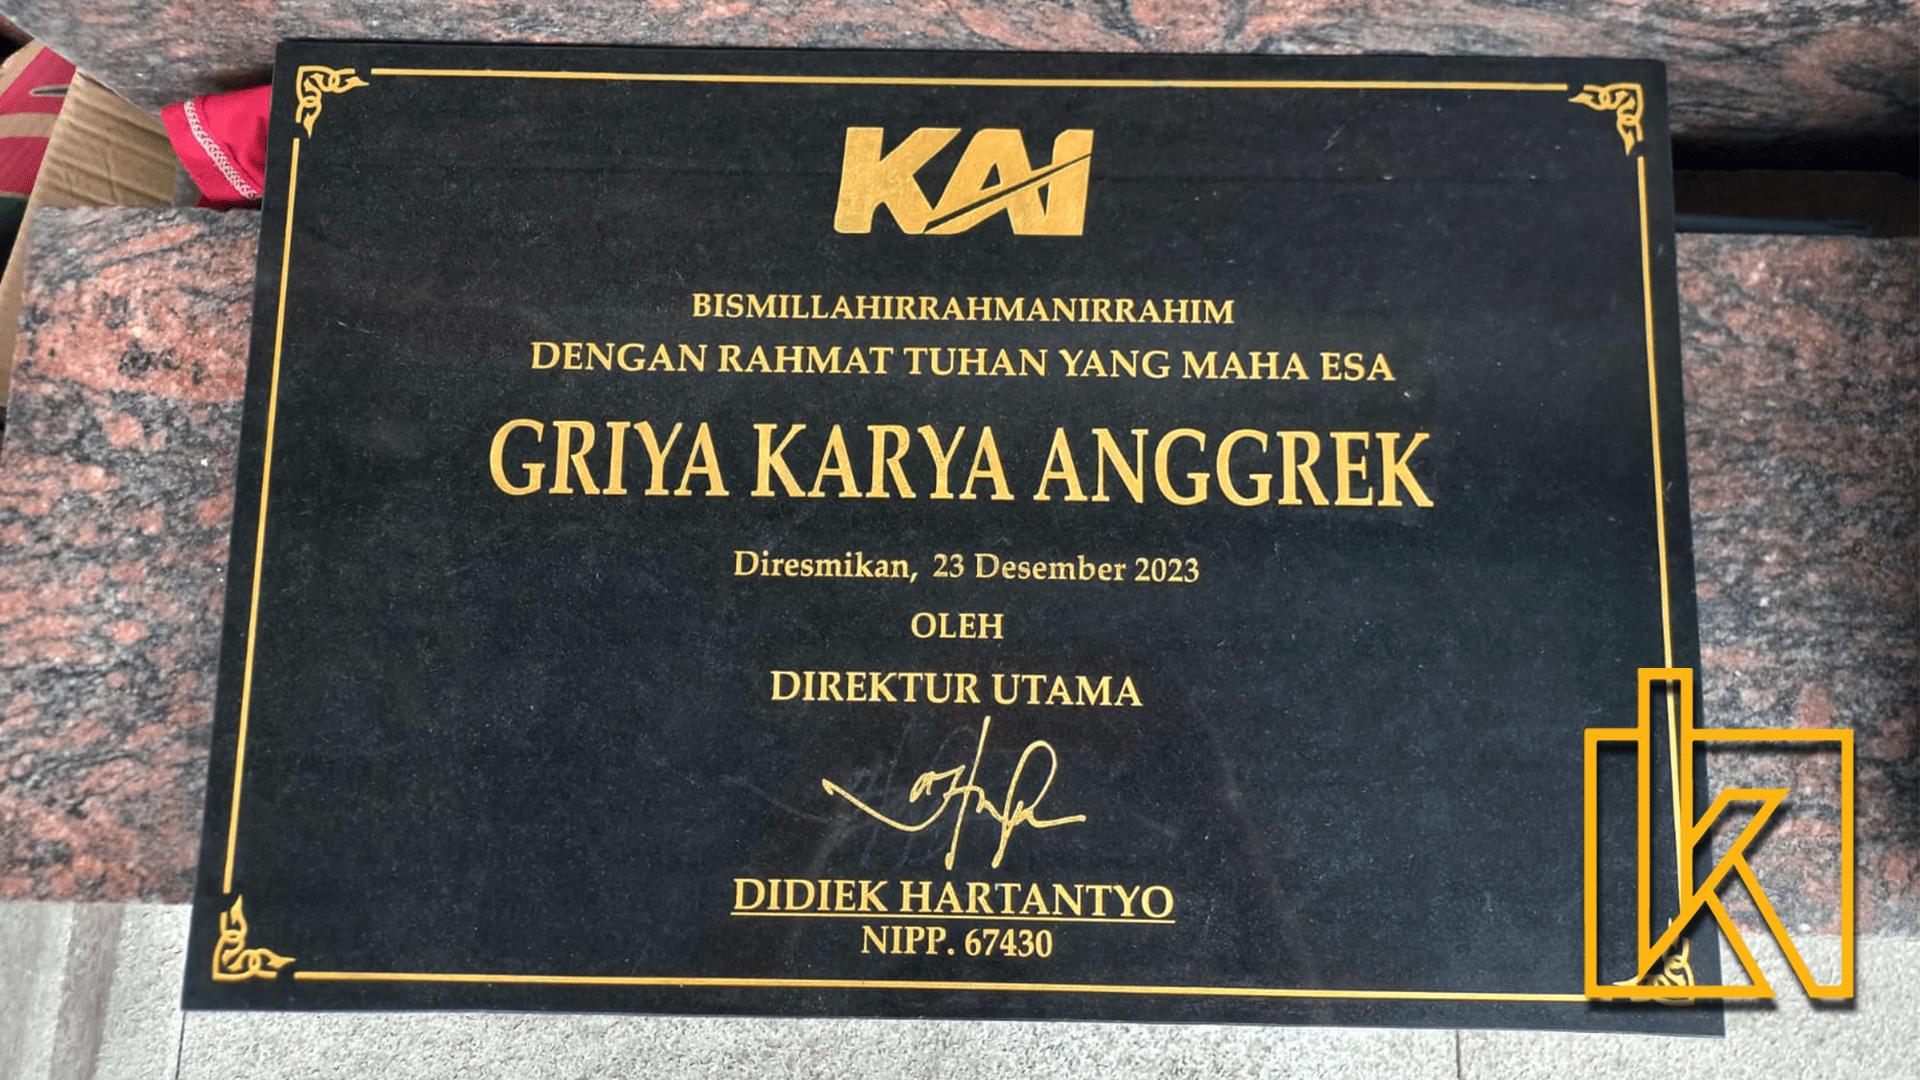 KAI
BISMILLAHIRRAHMANIRRAHIM
DENGAN RAHMAT TUHAN YANG MAHA ESA
GRIYA KARYA ANGGREK
Diresmikan, 23 Desember 2023
OLEH
DIREKTUR UTAMA
DIDIEK HARTANTYO
NIPP. 67430
k